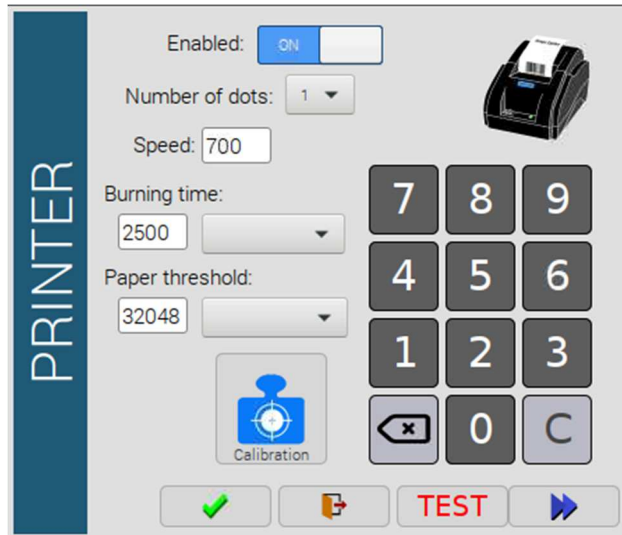 PRINTER
Enabled: ON
Number of dots: 1
Speed: 700
Burning time:
2500
Paper threshold:
32048
Calibration
7 8 9
4 5 6
1 2 3
0 C
TEST